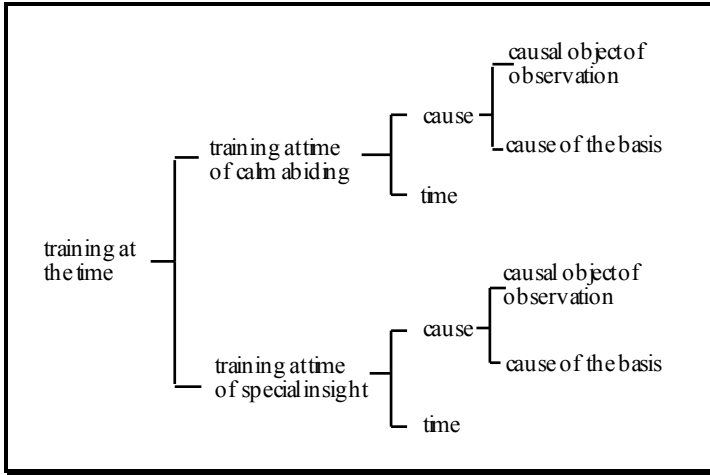 causal object of
observation
cause
training at time
of calm abiding
cause of the basis
time
training at
the time
causal object of
observation
cause
training at time
of special insight
cause of the basis
time